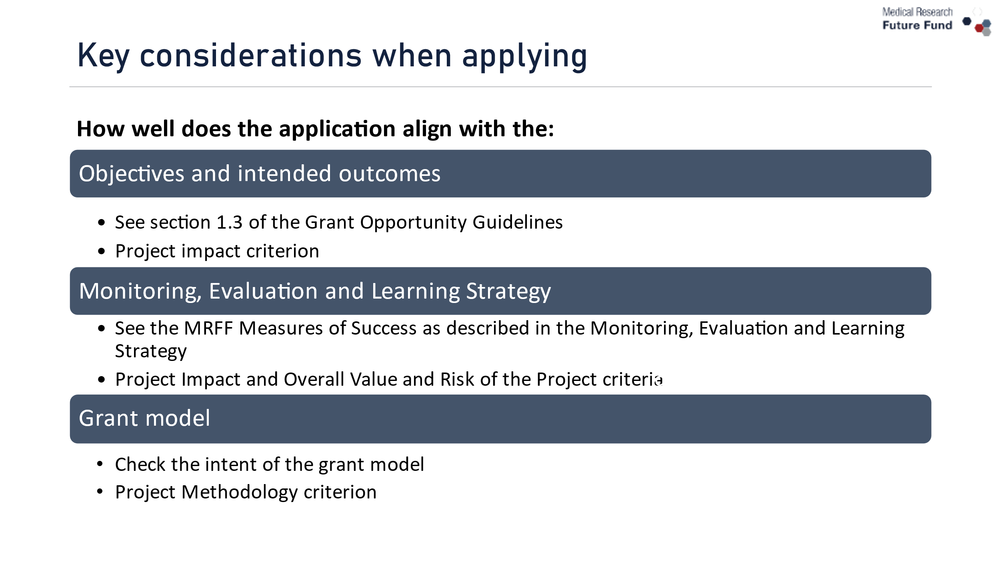 Medical Research
Future Fund
Key considerations when applying
How well does the application align with the:
Objectives and intended outcomes
• See section 1.3 of the Grant Opportunity Guidelines
• Project impact criterion
Monitoring, Evaluation and Learning Strategy
• See the MRFF Measures of Success as described in the Monitoring, Evaluation and Learning
Strategy
• Project Impact and Overall Value and Risk of the Project criteria
Grant model
• Check the intent of the grant model
• Project Methodology criterion